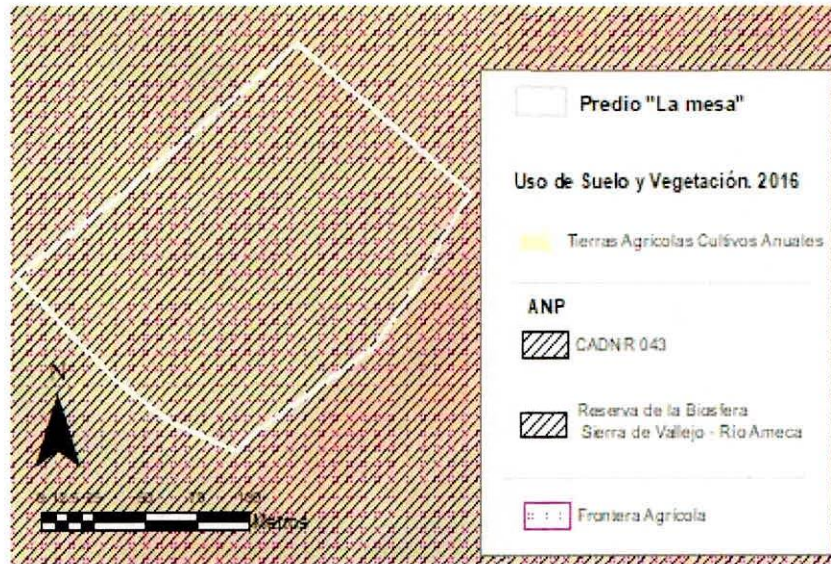 Predio "La mesa"
Uso de Suelo y Vegetación. 2016
Tierras Agrícolas Cultivos Anuales
ANP
CADNR 043
Reserva de la Biosfera
Sierra de Vallejo - Río Ameca
Frontera Agrícola
N
Metros